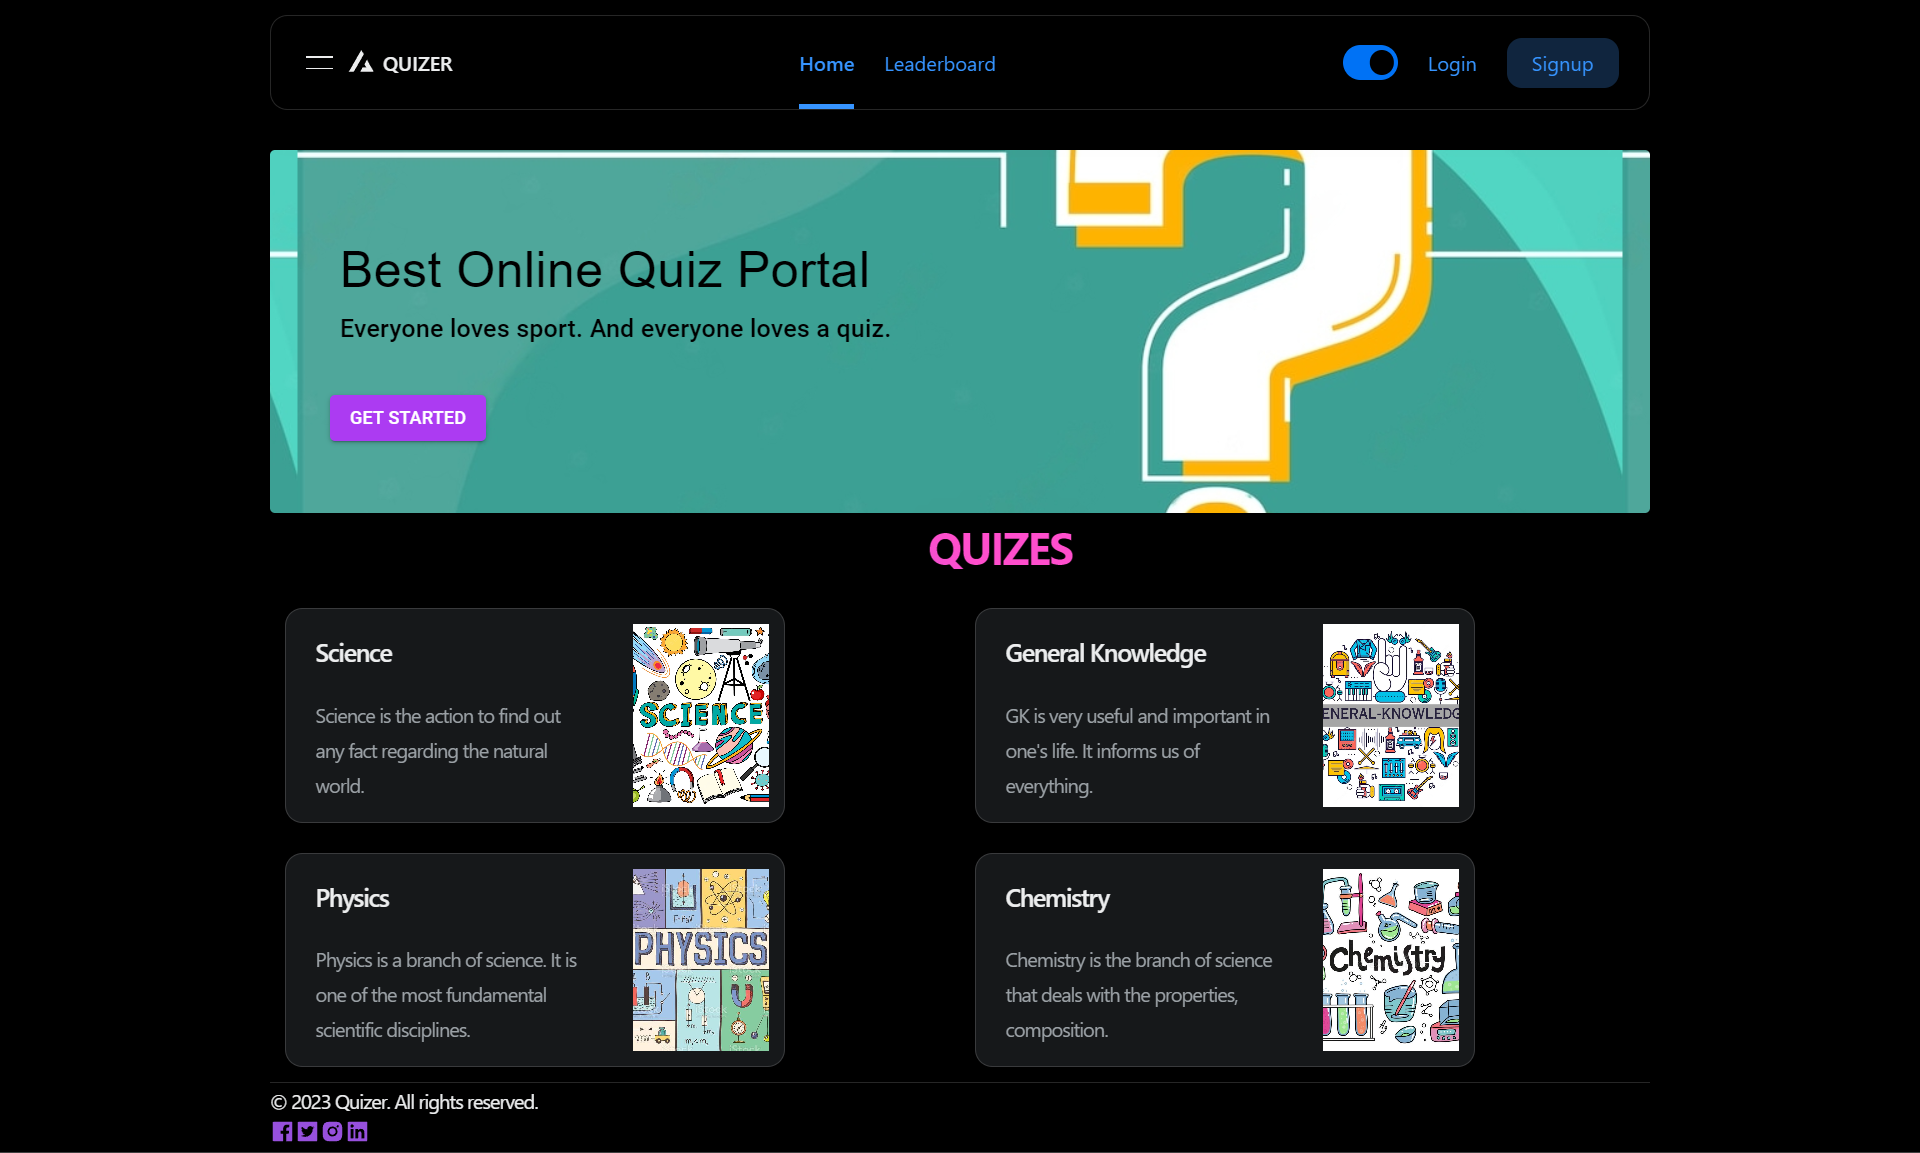 QUIZER
Home
Leaderboard
Login
Signup
Best Online Quiz Portal
Everyone loves sport. And everyone loves a quiz.
GET STARTED
QUIZES
Science
Science is the action to find out
any fact regarding the natural
world.
SCIENCE
General Knowledge
GK is very useful and important in
one's life. It informs us of
everything.
ENERAL-KNOWLEDG
Physics
Physics is a branch of science. It is
one of the most fundamental
scientific disciplines.
PHYSICS
Chemistry
Chemistry is the branch of science
that deals with the properties,
composition.
Chemistry
© 2023 Quizer. All rights reserved.